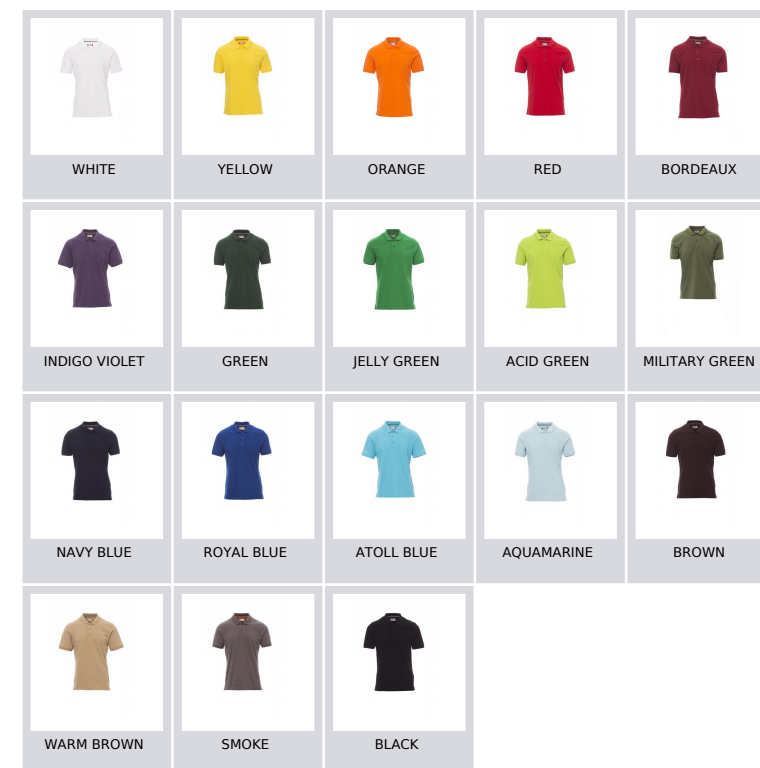 WHITE
YELLOW
ORANGE
RED
BORDEAUX
INDIGO VIOLET
GREEN
JELLY GREEN
ACID GREEN
MILITARY GREEN
NAVY BLUE
ROYAL BLUE
ATOLL BLUE
AQUAMARINE
BROWN
WARM BROWN
SMOKE
BLACK